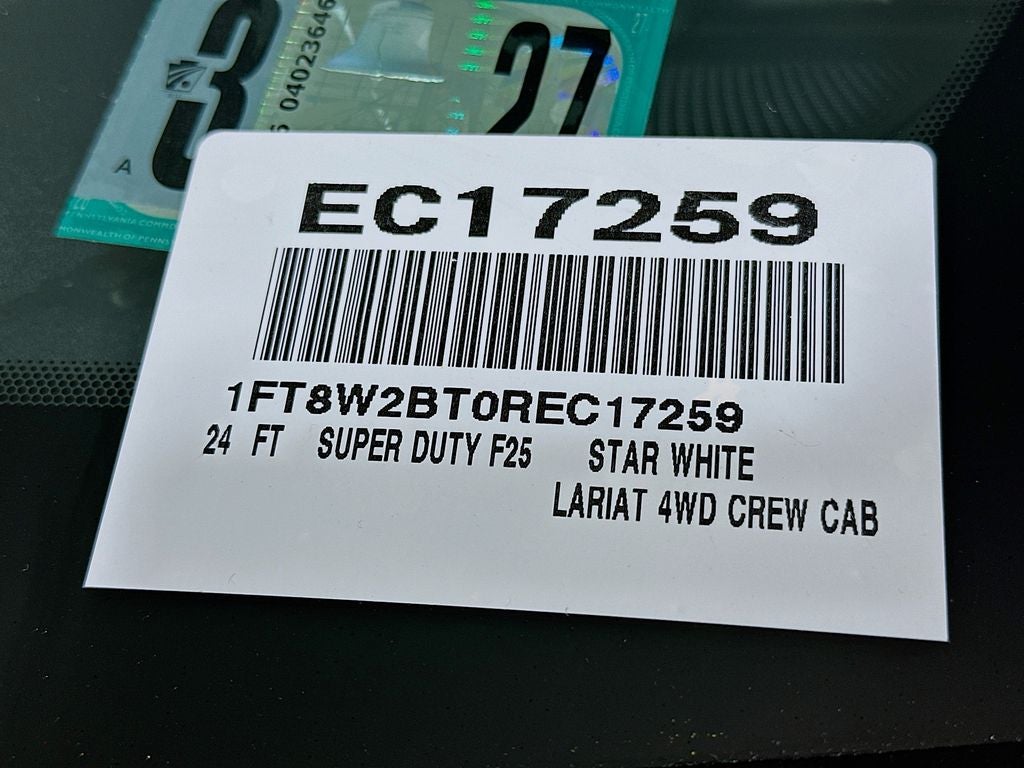 3
27
04023646
A
EC17259
1FT8W2BT0REC17259
24 FT SUPER DUTY F25 STAR WHITE
LARIAT 4WD CREW CAB